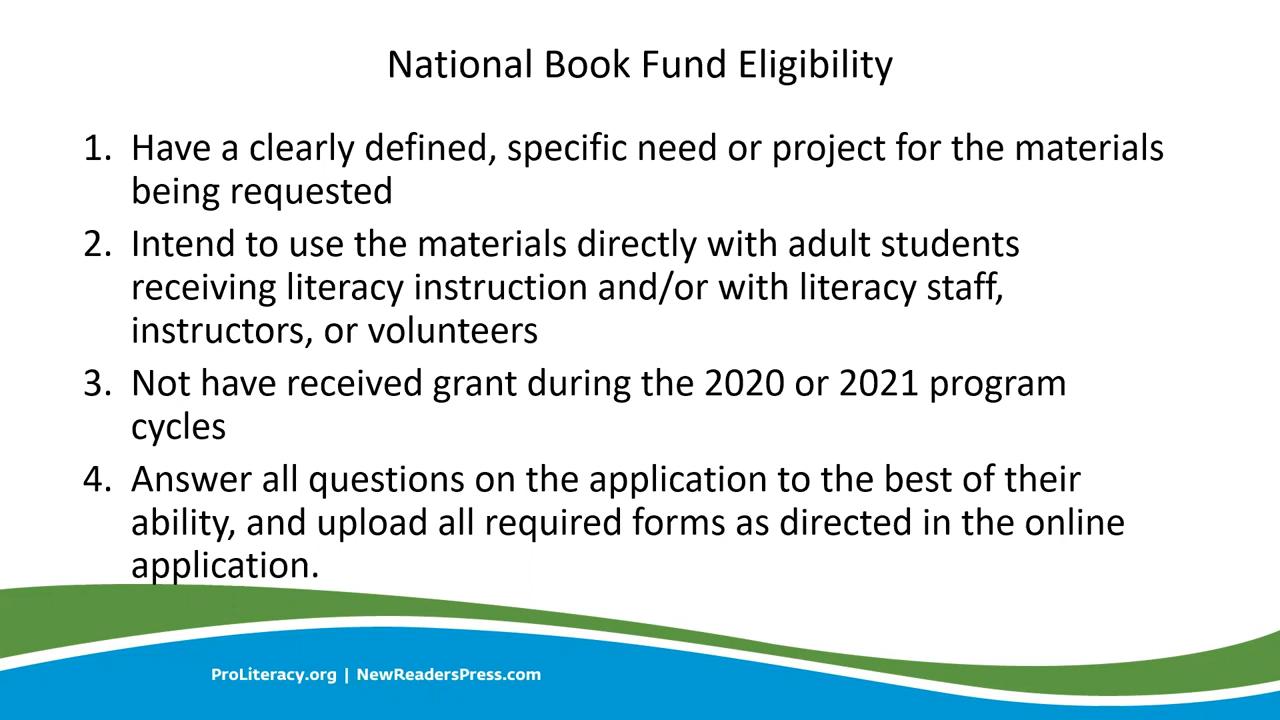 National Book Fund Eligibility
1. Have a clearly defined, specific need or project for the materials
being requested
2. Intend to use the materials directly with adult students
receiving literacy instruction and/or with literacy staff,
instructors, or volunteers
3. Not have received grant during the 2020 or 2021 program
cycles
4. Answer all questions on the application to the best of their
ability, and upload all required forms as directed in the online
application.
ProLiteracy.org | NewReadersPress.com